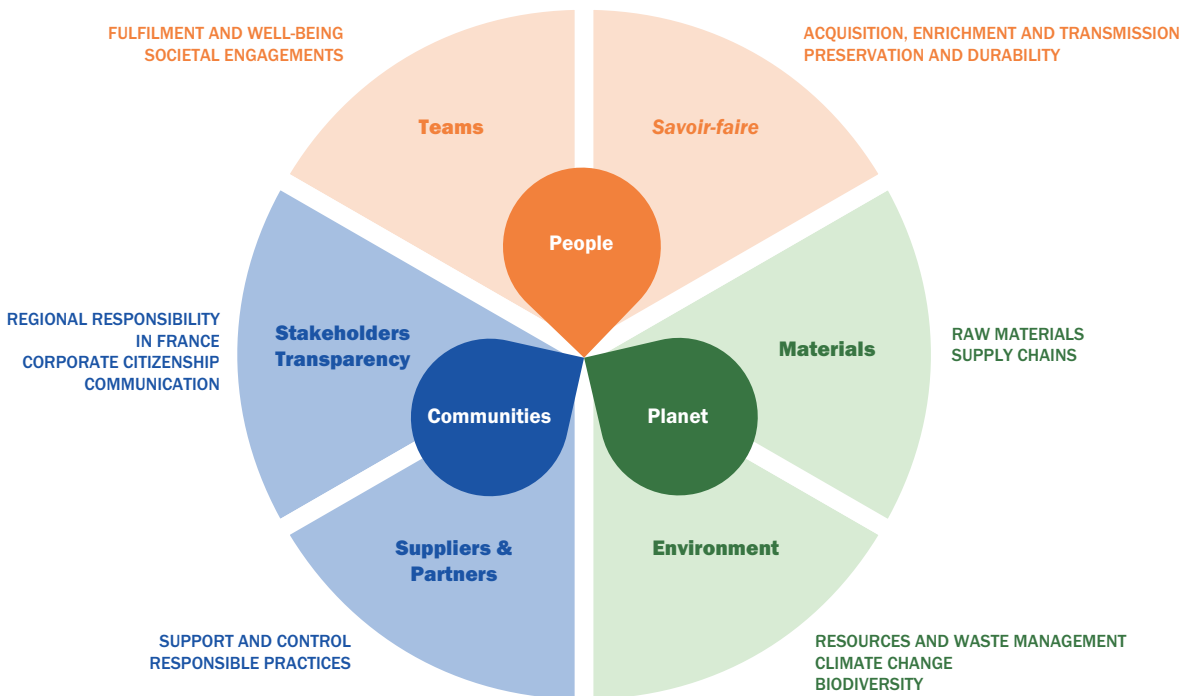 FULFILMENT AND WELL-BEING
SOCIETAL ENGAGEMENTS
ACQUISITION, ENRICHMENT AND TRANSMISSION
PRESERVATION AND DURABILITY
Teams
Savoir-faire
People
REGIONAL RESPONSIBILITY
IN FRANCE
CORPORATE CITIZENSHIP
COMMUNICATION
Stakeholders
Transparency
Materials
RAW MATERIALS
SUPPLY CHAINS
Communities
Planet
Suppliers &
Partners
Environment
SUPPORT AND CONTROL
RESPONSIBLE PRACTICES
RESOURCES AND WASTE MANAGEMENT
CLIMATE CHANGE
BIODIVERSITY